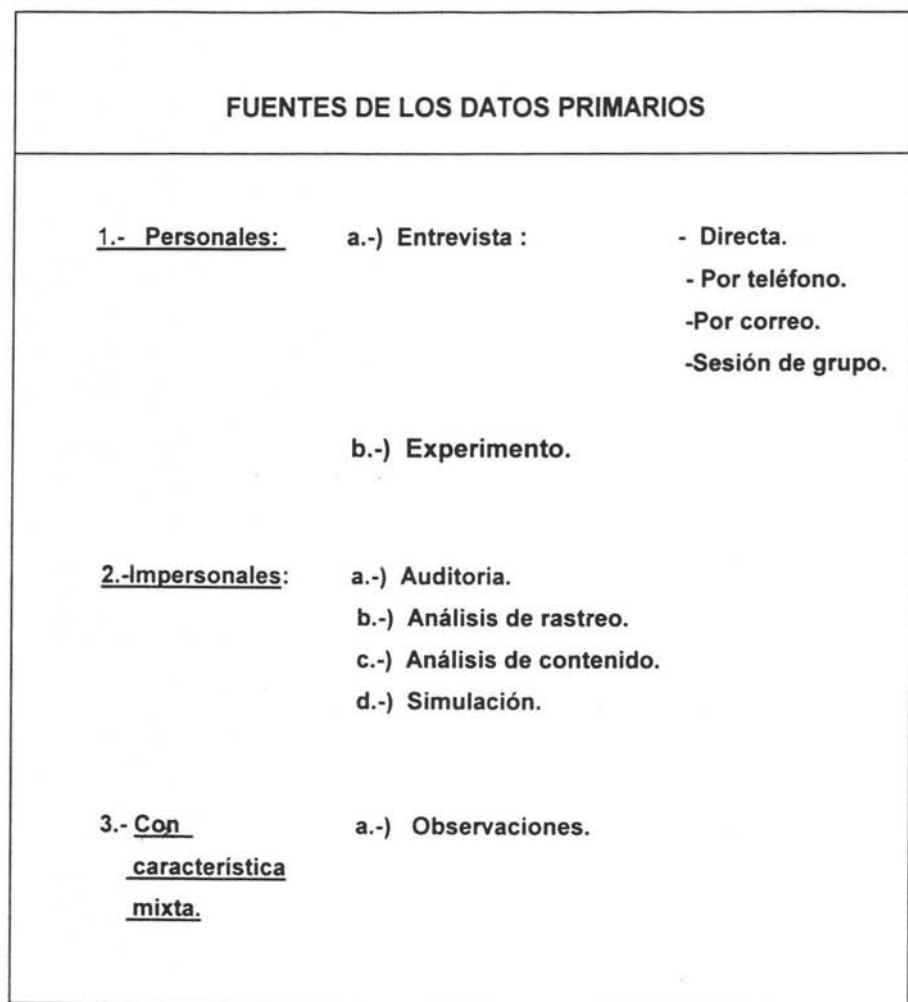 FUENTES DE LOS DATOS PRIMARIOS
1.- Personales: a.-) Entrevista : - Directa.
- Por teléfono.
-Por correo.
-Sesión de grupo.
b.-) Experimento.
2.-Impersonales: a.-) Auditoria.
b.-) Análisis de rastreo.
c.-) Análisis de contenido.
d.-) Simulación.
3.- Con a.-) Observaciones.
característica
mixta.